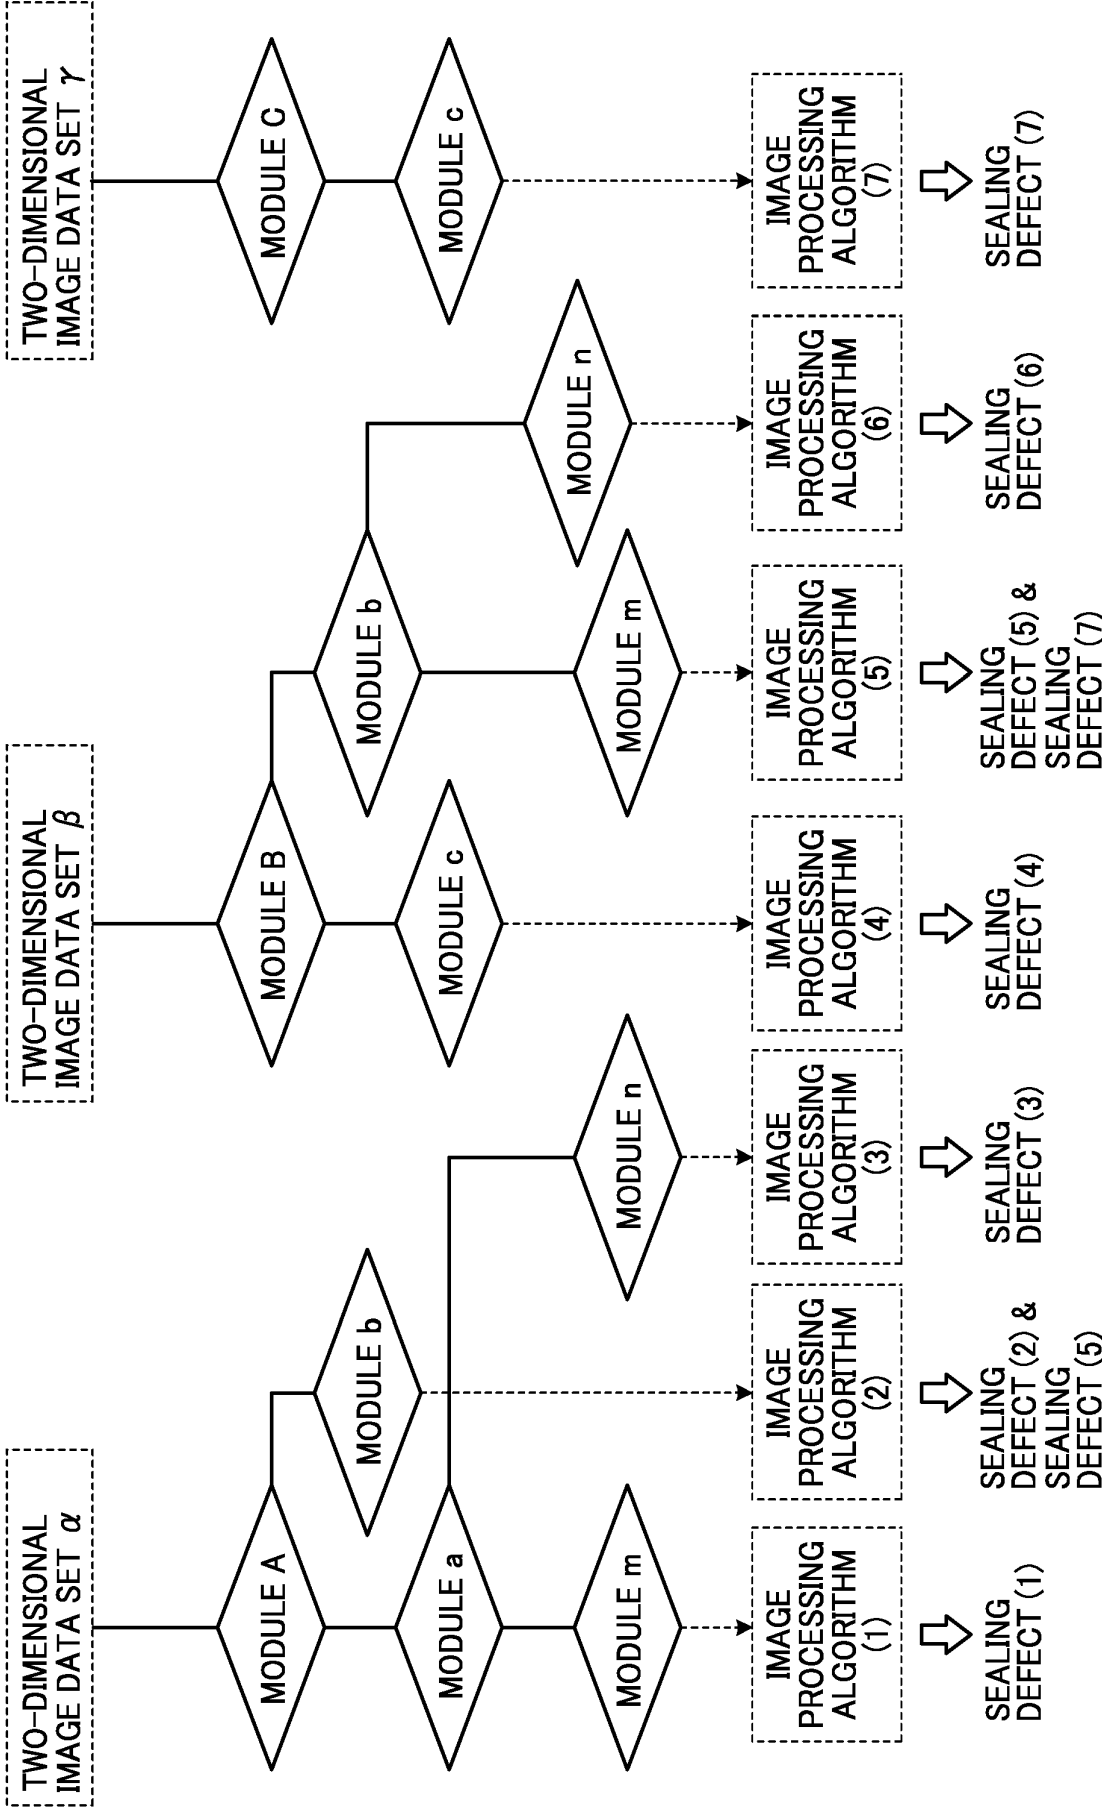 TWO-DIMENSIONAL
IMAGE DATA SET α
TWO-DIMENSIONAL
IMAGE DATA SET β
TWO-DIMENSIONAL
IMAGE DATA SET γ
MODULE A
MODULE B
MODULE C
MODULE b
MODULE b
MODULE a
MODULE c
MODULE c
MODULE n
MODULE m
MODULE n
MODULE m
IMAGE
PROCESSING
ALGORITHM
(1)
IMAGE
PROCESSING
ALGORITHM
(2)
IMAGE
PROCESSING
ALGORITHM
(3)
IMAGE
PROCESSING
ALGORITHM
(4)
IMAGE
PROCESSING
ALGORITHM
(5)
IMAGE
PROCESSING
ALGORITHM
(6)
IMAGE
PROCESSING
ALGORITHM
(7)
SEALING
DEFECT (1)
SEALING
DEFECT (2) &
SEALING
DEFECT (5)
SEALING
DEFECT (3)
SEALING
DEFECT (4)
SEALING
DEFECT (5) &
SEALING
DEFECT (7)
SEALING
DEFECT (6)
SEALING
DEFECT (7)